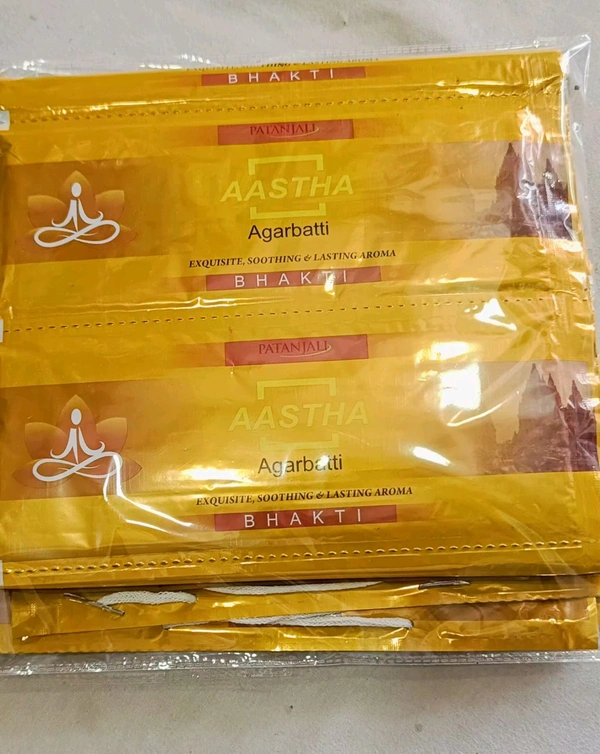 BHAKTI
PATANJALI
AASTHA
Agarbatti
EXQUISITE, SOOTHING & LASTING AROMA
BHAKTI
PATANJALI
AASTHA
Agarbatti
EXQUISITE, SOOTHING & LASTING AROMA
BHAKTI